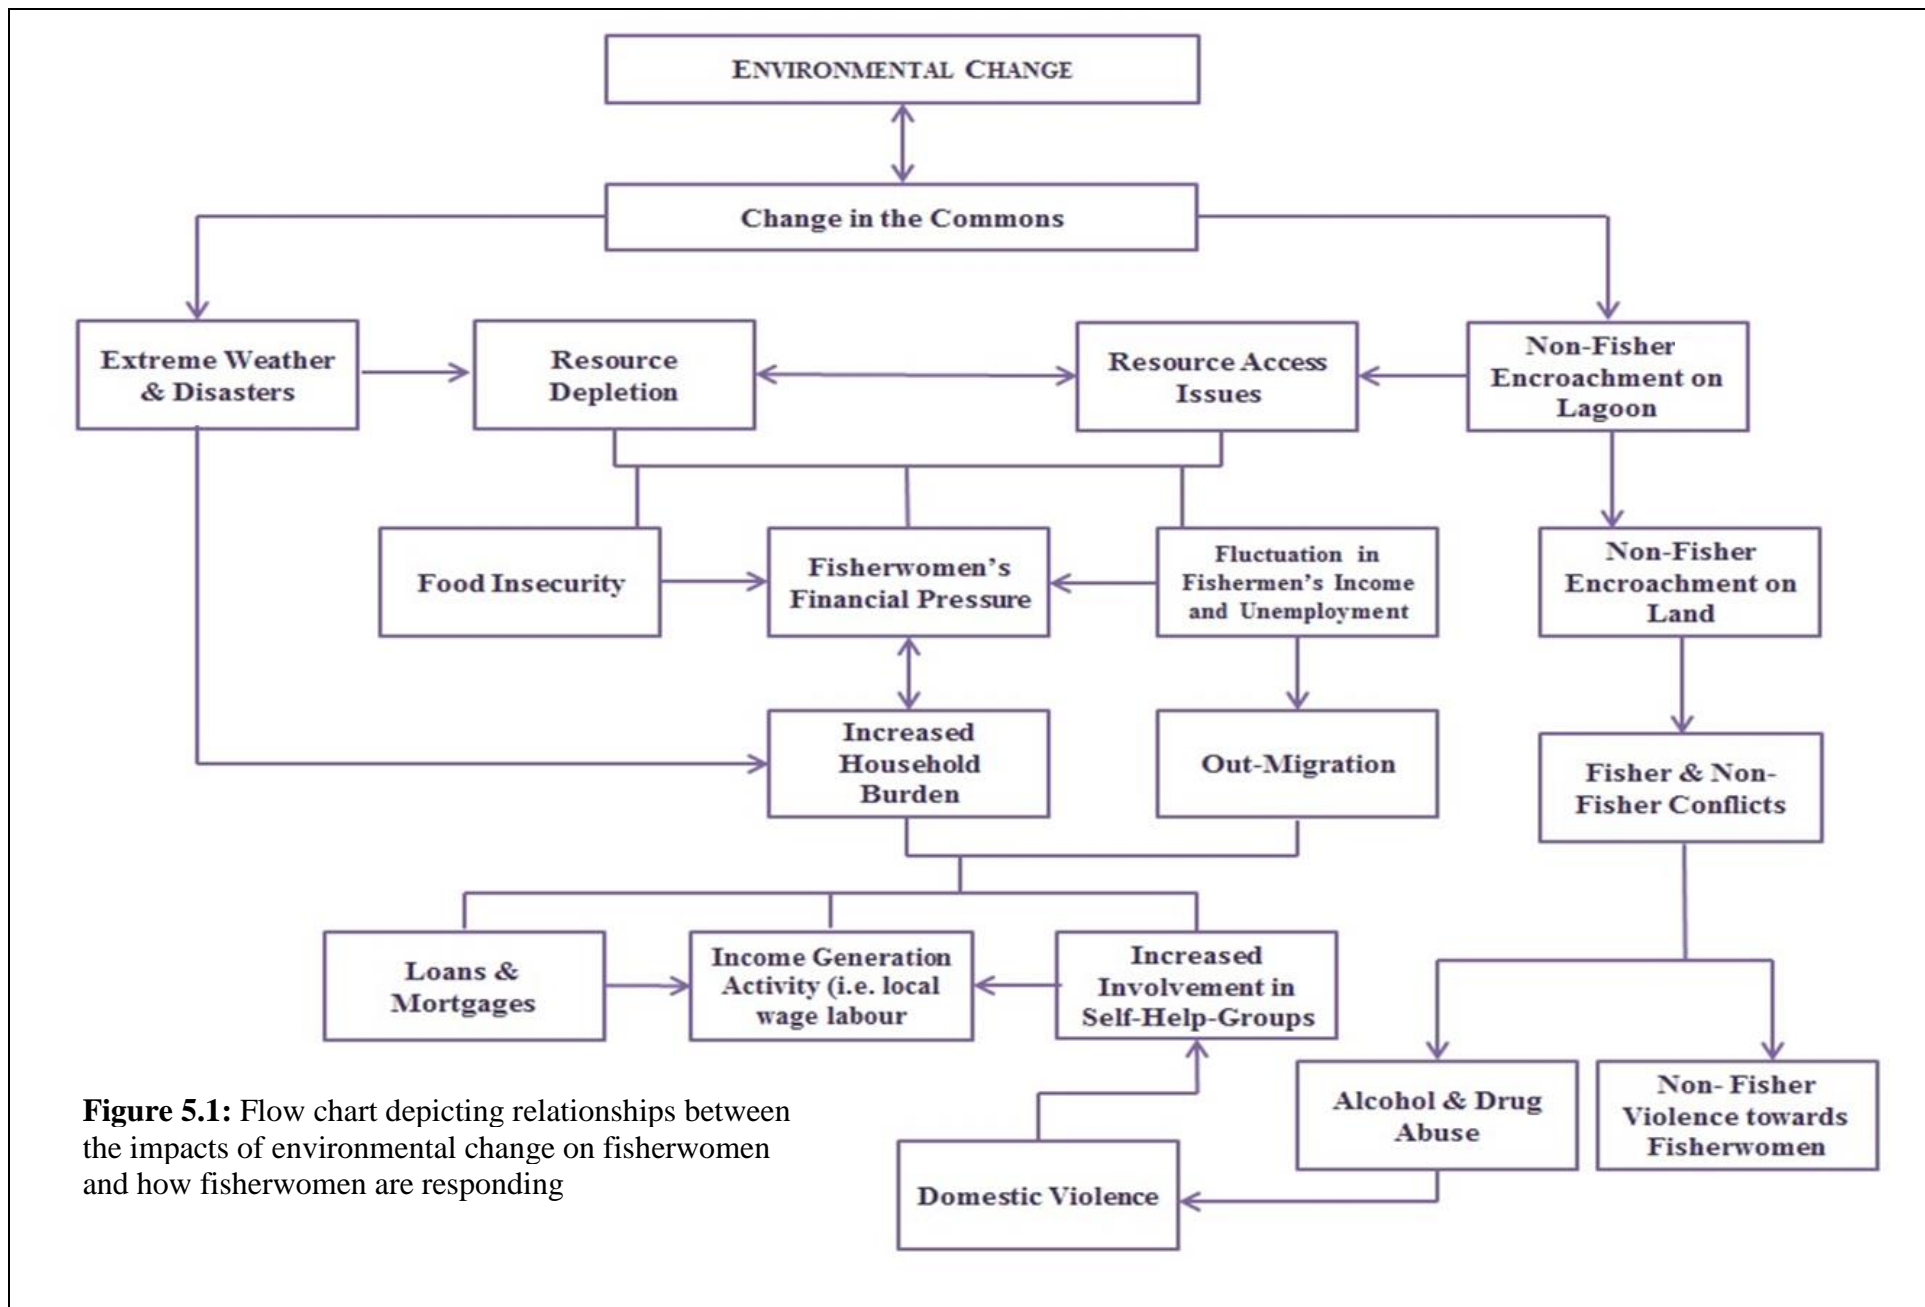 ENVIRONMENTAL CHANGE
Change in the Commons
Extreme Weather
& Disasters
Resource
Depletion
Resource Access
Issues
Non-Fisher
Encroachment on
Lagoon
Food Insecurity
Fisherwomen's
Financial Pressure
Fluctuation in
Fishermen's Income
and Unemployment
Non-Fisher
Encroachment on
Land
Increased
Household
Burden
Out-Migration
Fisher & Non-
Fisher Conflicts
Loans &
Mortgages
Income Generation
Activity (i.e. local
wage labour
Increased
Involvement in
Self-Help-Groups
Alcohol & Drug
Abuse
Non- Fisher
Violence towards
Fisherwomen
Domestic Violence
Figure 5.1: Flow chart depicting relationships between
the impacts of environmental change on fisherwomen
and how fisherwomen are responding